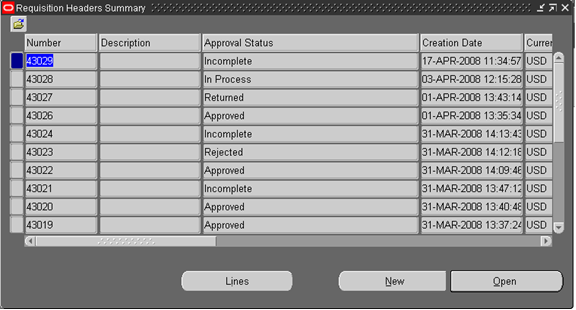 Requisition Headers Summary
Number Description Approval Status Creation Date Curren
43029 Incomplete 17-APR-2008 11:34:57 USD
43028 In Process 03-APR-2008 12:15:28 USD
43027 Returned 01-APR-2008 13:43:14 USD
43026 Approved 01-APR-2008 13:35:34 USD
43024 Incomplete 31-MAR-2008 14:13:43 USD
43023 Rejected 31-MAR-2008 14:12:18 USD
43022 Approved 31-MAR-2008 14:09:46 USD
43021 Incomplete 31-MAR-2008 13:47:12 USD
43020 Approved 31-MAR-2008 13:40:48 USD
43019 Approved 31-MAR-2008 13:37:24 USD
Lines New Open